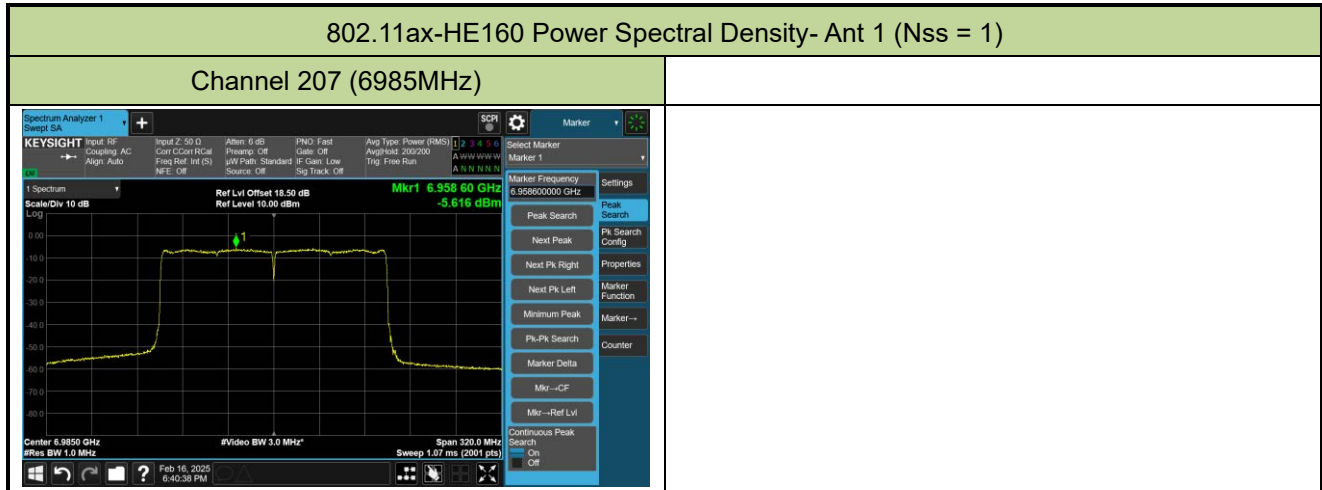 802.11ax-HE160 Power Spectral Density- Ant 1 (Nss = 1)
Channel 207 (6985MHz)
Spectrum Analyzer 1
Swept SA
+
SCPI
Marker
KEYSIGHT
Input: RF
Coupling: AC
Align: Auto
Input Z: 50 Ω
Corr CCorr RCal
Freq Ref: Int (S)
NFE: Off
Atten: 6 dB
Preamp: Off
µW Path: Standard
Source: Off
PNO: Fast
Gate: Off
IF Gain: Low
Sig Track: Off
Avg Type: Power (RMS)
Avg|Hold: 200/200
Trig: Free Run
1 2 3 4 5 6
A W W W W W
A N N N N N
Select Marker
Marker 1
1 Spectrum
Scale/Div 10 dB
Log
Ref Lvl Offset 18.50 dB
Ref Level 10.00 dBm
Mkr1 6.958 60 GHz
-5.616 dBm
Marker Frequency
6.958600000 GHz
Settings
Peak Search
Peak
Search
Next Peak
Pk Search
Config
Next Pk Right
Properties
Next Pk Left
Marker
Function
Minimum Peak
Marker→
Pk-Pk Search
Counter
Marker Delta
Mkr→CF
Mkr→Ref Lvl
Continuous Peak
Search
On
Off
1
0.00
-10.0
-20.0
-30.0
-40.0
-50.0
-60.0
-70.0
-80.0
Center 6.9850 GHz
#Res BW 1.0 MHz
#Video BW 3.0 MHz*
Span 320.0 MHz
Sweep 1.07 ms (2001 pts)
?
Feb 16, 2025
6:40:38 PM